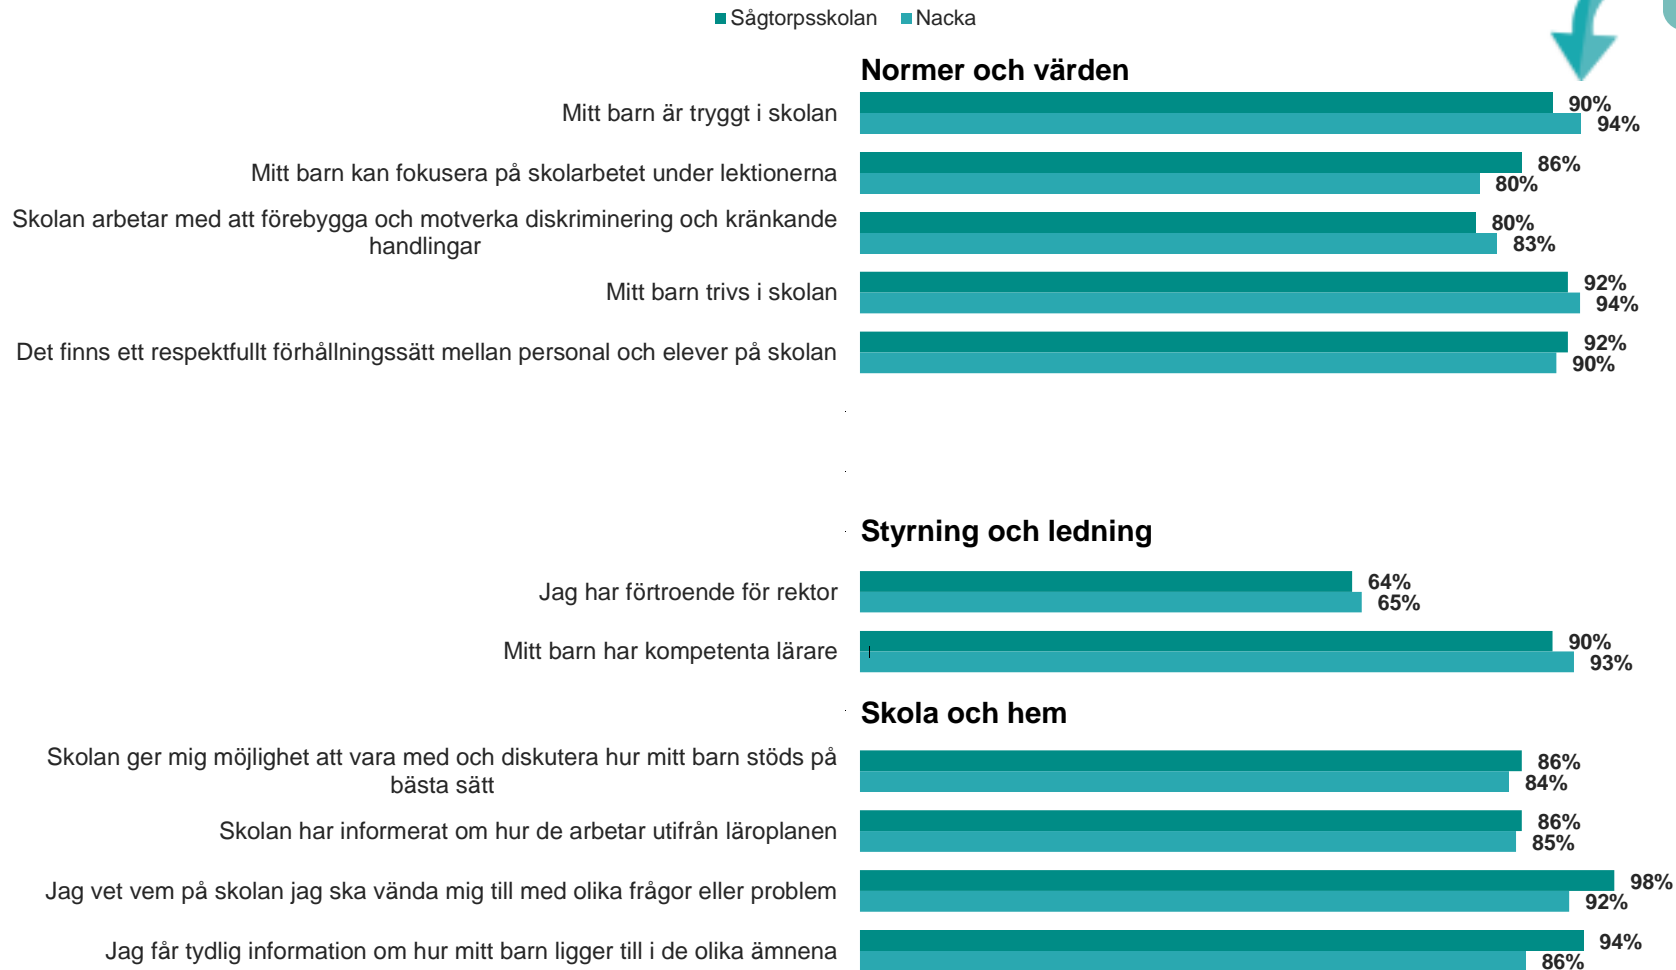 Sågtorpsskolan Nacka
Normer och värden
Mitt barn är tryggt i skolan
90%
94%
Mitt barn kan fokusera på skolarbetet under lektionerna
86%
80%
Skolan arbetar med att förebygga och motverka diskriminering och kränkande
handlingar
80%
83%
Mitt barn trivs i skolan
92%
94%
Det finns ett respektfullt förhållningssätt mellan personal och elever på skolan
92%
90%
Styrning och ledning
Jag har förtroende för rektor
64%
65%
Mitt barn har kompetenta lärare
90%
93%
Skola och hem
Skolan ger mig möjlighet att vara med och diskutera hur mitt barn stöds på
bästa sätt
86%
84%
Skolan har informerat om hur de arbetar utifrån läroplanen
86%
85%
Jag vet vem på skolan jag ska vända mig till med olika frågor eller problem
98%
92%
Jag får tydlig information om hur mitt barn ligger till i de olika ämnena
94%
86%